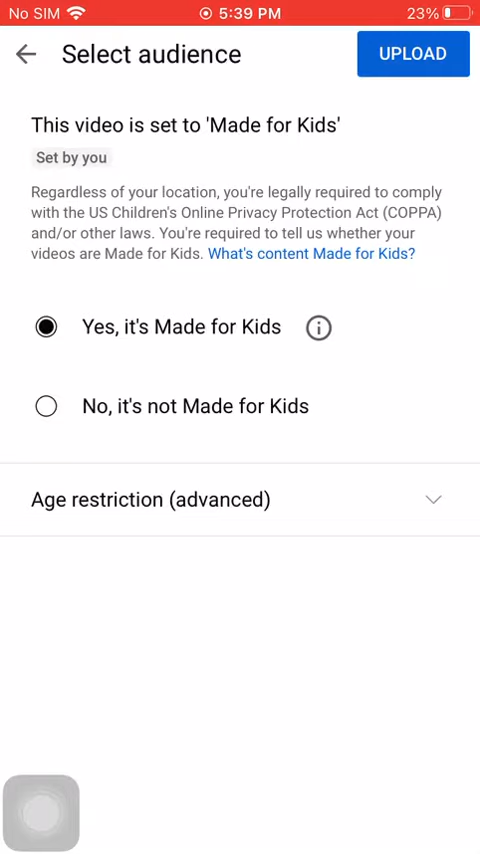 No SIM 5:39 PM 23%
Select audience UPLOAD
This video is set to 'Made for Kids'
Set by you
Regardless of your location, you're legally required to comply
with the US Children's Online Privacy Protection Act (COPPA)
and/or other laws. You're required to tell us whether your
videos are Made for Kids. What's content Made for Kids?
Yes, it's Made for Kids
No, it's not Made for Kids
Age restriction (advanced)